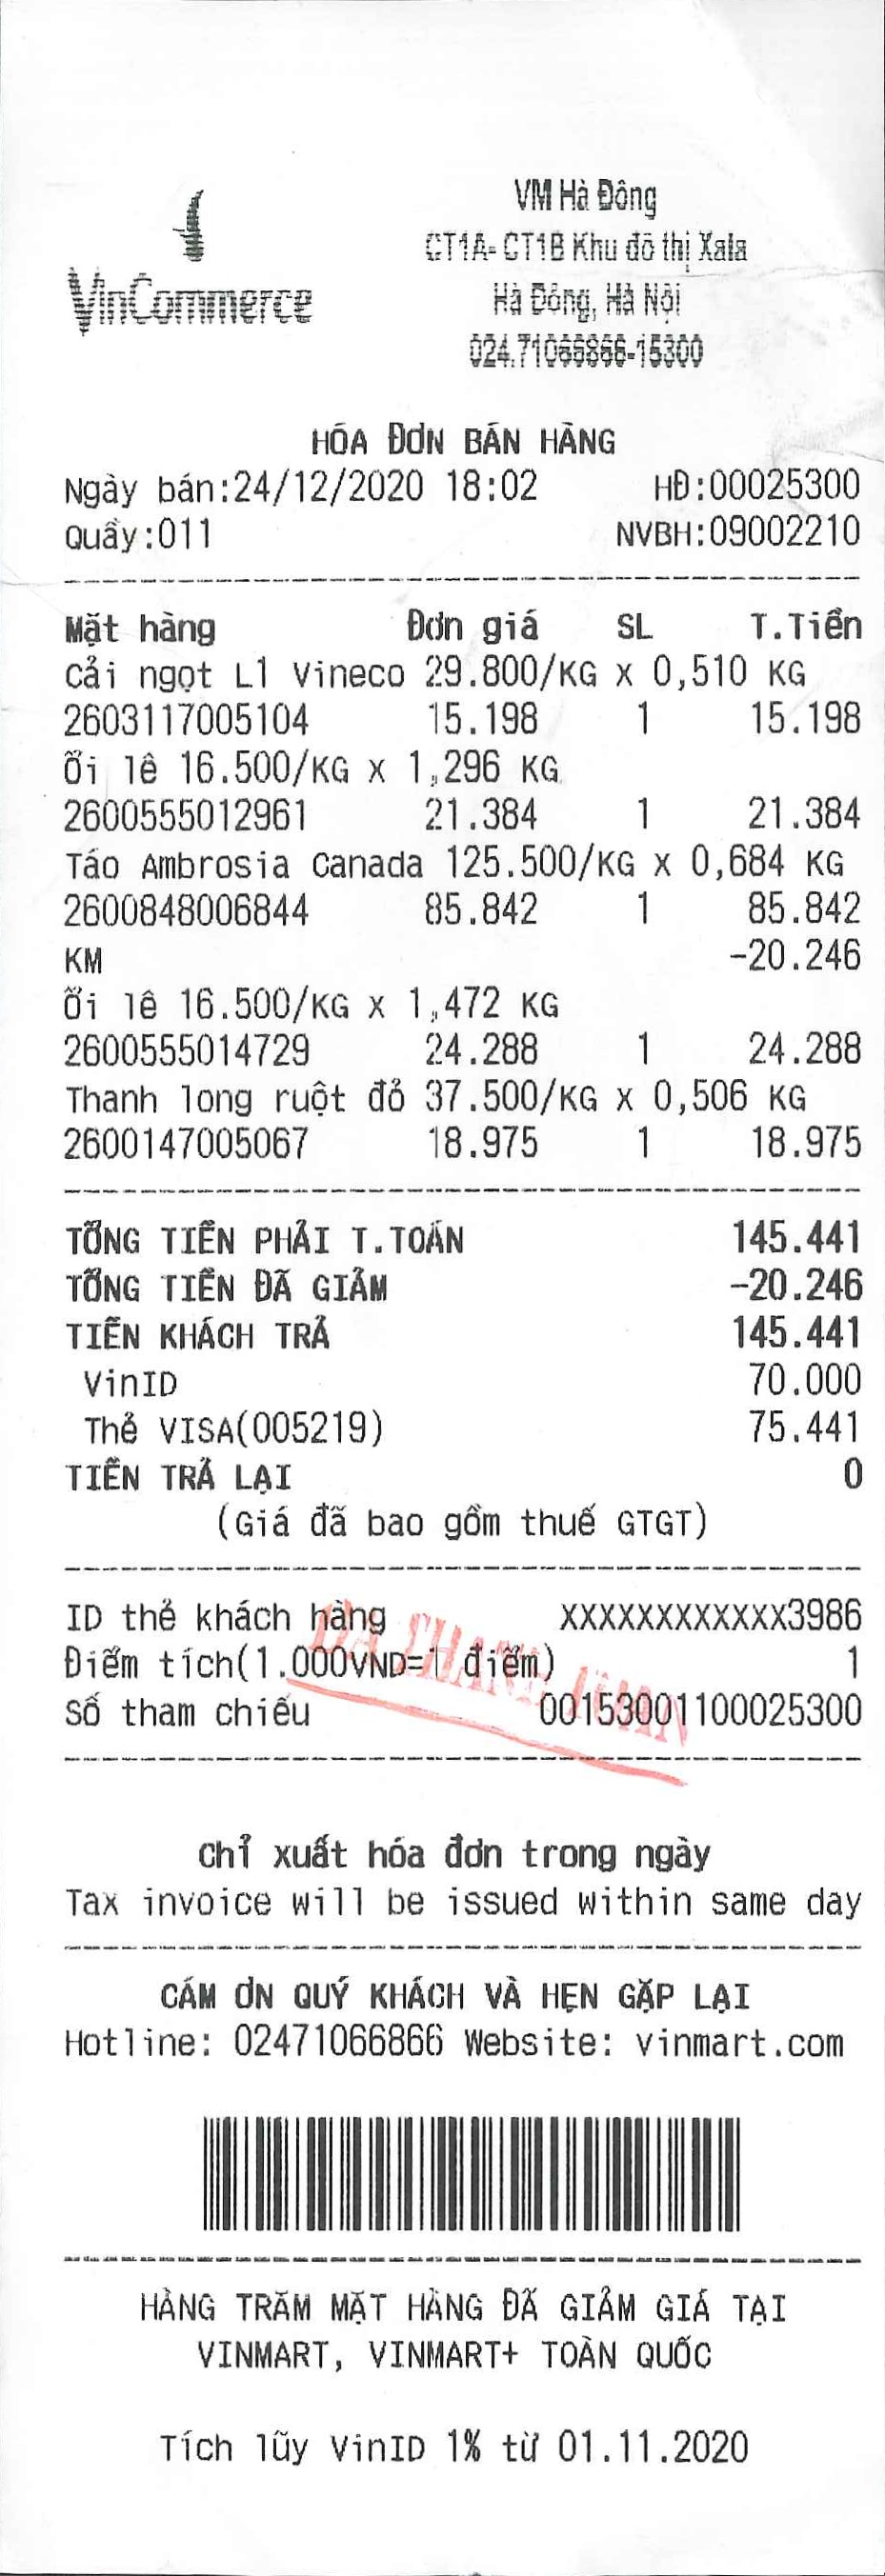 VinCommerce
VM Hà Đông
CT1A- CT1B Khu đô thị Xala
Hà Đông, Hà Nội
024.71066866-15300
HÓA ĐƠN BÁN HÀNG
Ngày bán:24/12/2020 18:02 HĐ:00025300
Quầy:011 NVBH:09002210
Mặt hàng Đơn giá SL T.Tiền
Cải ngọt L1 Vineco 29.800/KG x 0,510 KG
2603117005104 15.198 1 15.198
Ổi lê 16.500/KG x 1,296 KG
2600555012961 21.384 1 21.384
Táo Ambrosia Canada 125.500/KG x 0,684 KG
2600848006844 85.842 1 85.842
KM -20.246
Ổi lê 16.500/KG x 1,472 KG
2600555014729 24.288 1 24.288
Thanh long ruột đỏ 37.500/KG x 0,506 KG
2600147005067 18.975 1 18.975
TỔNG TIỀN PHẢI T.TOÁN 145.441
TỔNG TIỀN ĐÃ GIẢM -20.246
TIỀN KHÁCH TRẢ 145.441
VinID 70.000
Thẻ VISA(005219) 75.441
TIỀN TRẢ LẠI 0
(Giá đã bao gồm thuế GTGT)
ID thẻ khách hàng XXXXXXXXXXXX3986
Điểm tích(1.000VND=1 điểm) 1
Số tham chiếu 00153001100025300
ĐÃ THANH TOÁN
Chỉ xuất hóa đơn trong ngày
Tax invoice will be issued within same day
CẢM ƠN QUÝ KHÁCH VÀ HẸN GẶP LẠI
Hotline: 02471066866 Website: vinmart.com
HÀNG TRĂM MẶT HÀNG ĐÃ GIẢM GIÁ TẠI
VINMART, VINMART+ TOÀN QUỐC
Tích lũy VinID 1% từ 01.11.2020